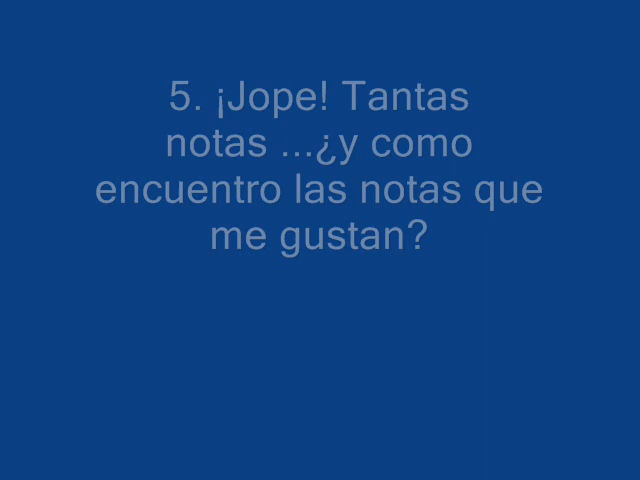 5. ¡Jope! Tantas
notas ...¿y como
encuentro las notas que
me gustan?